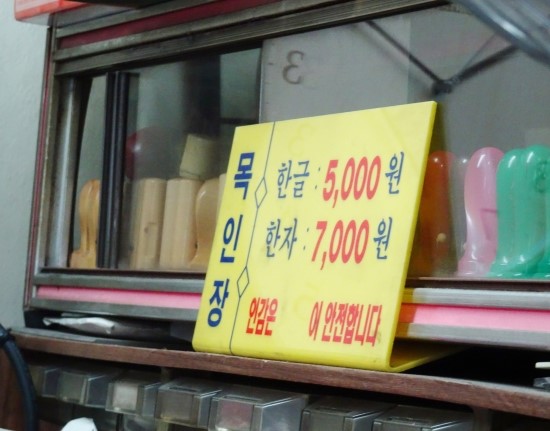 목인장
한글 : 5,000 원
한자 : 7,000 원
인감은 이 안전합니다
3